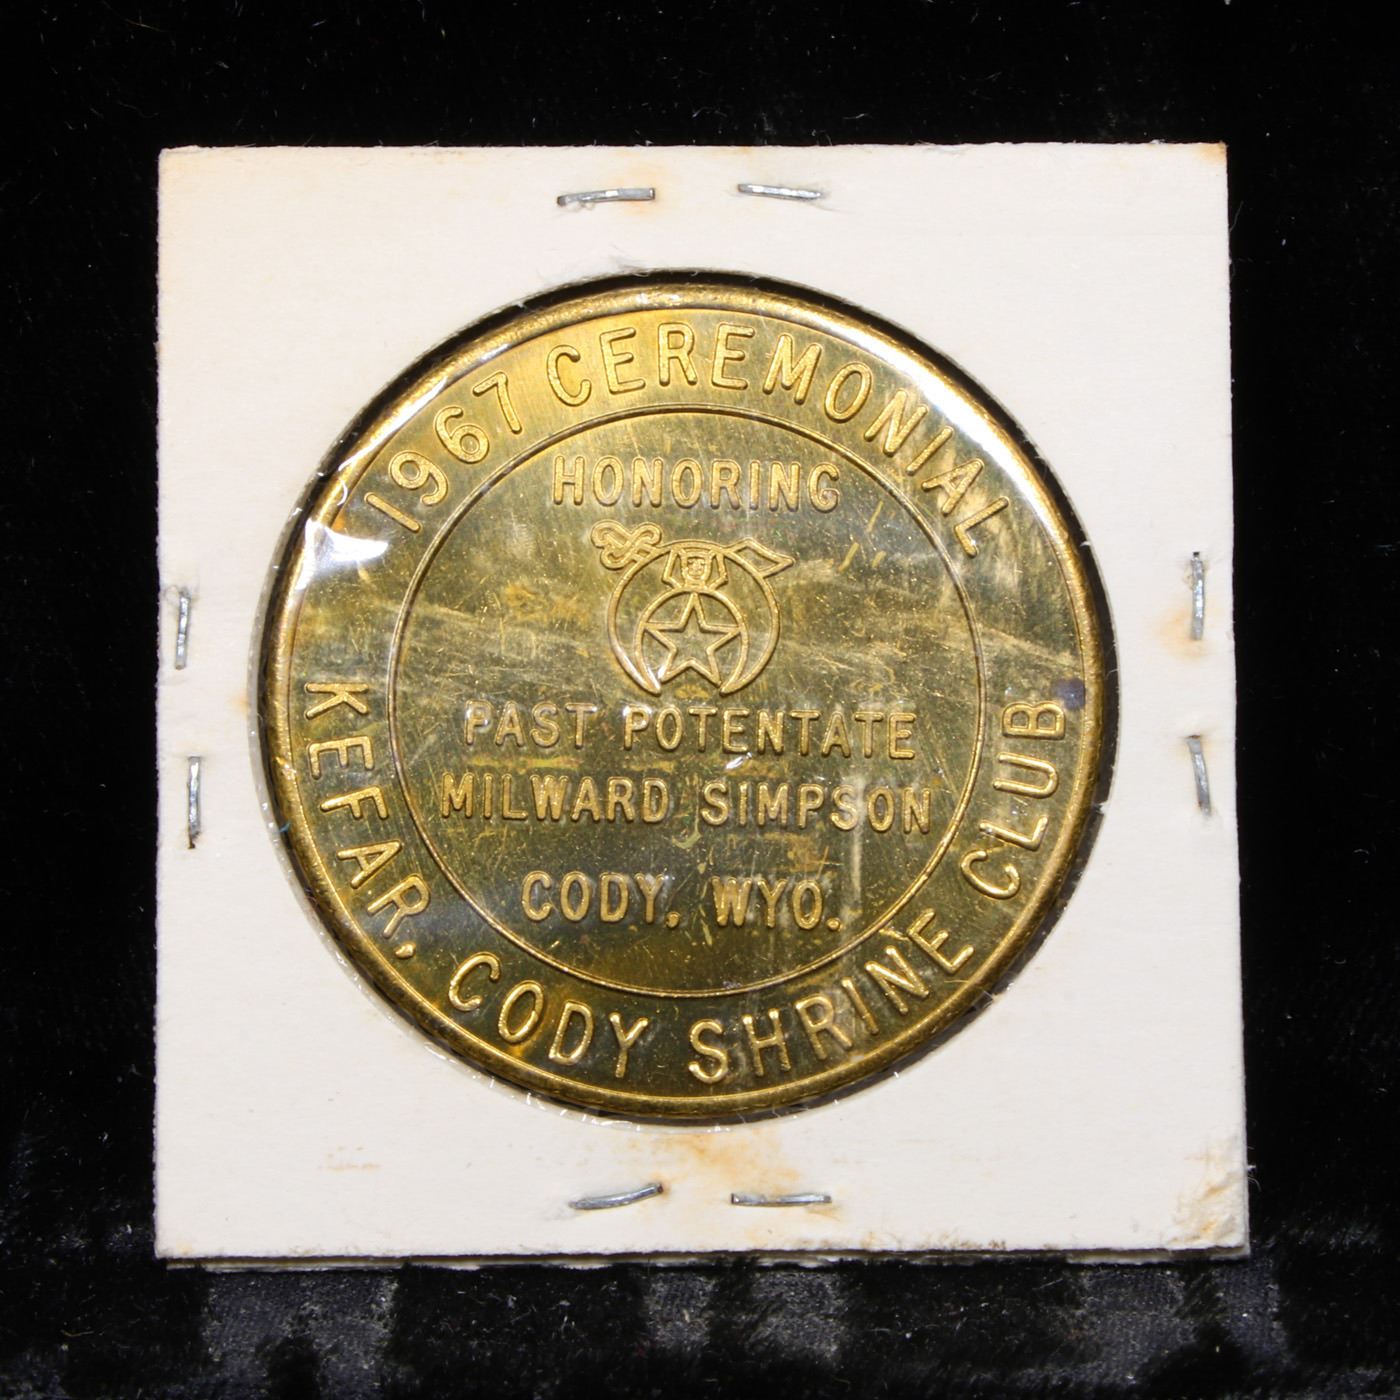 1967 CEREMONIAL
HONORING
PAST POTENTATE
MILWARD SIMPSON
CODY, WYO.
KEFAR, CODY SHRINE CLUB